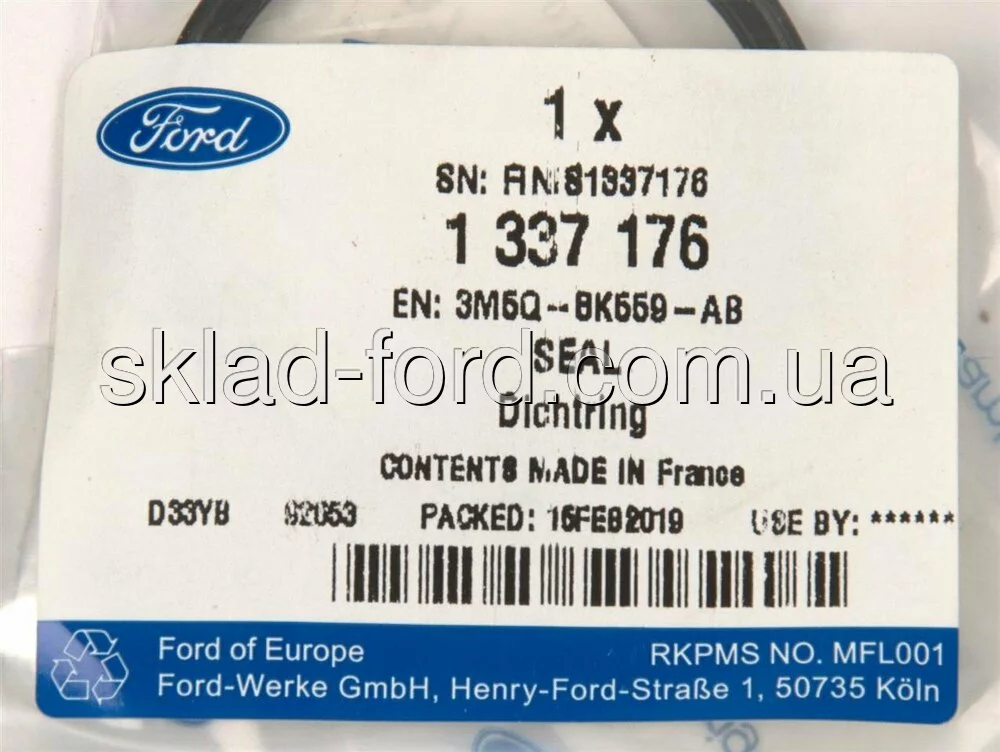 Ford
1 x
SN: 81337176
1 337 176
EN: 3M5Q-8K559-AB
SEAL
sklad-ford.com.ua
Dichtring
CONTENTS MADE IN France
D33YB 92053 PACKED: 15FEB2019 USE BY: ******
Ford of Europe RKPMS NO. MFL001
Ford-Werke GmbH, Henry-Ford-Straße 1, 50735 Köln